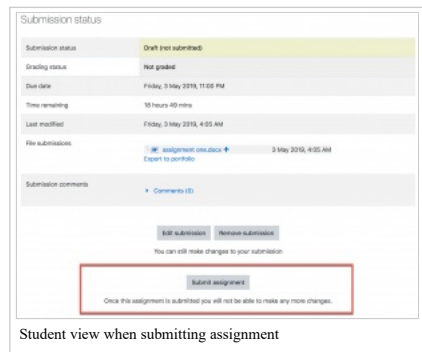 Submission status
Submission status Draft (not submitted)
Grading status Not graded
Due date Friday, 3 May 2019, 11:00 PM
Time remaining 18 hours 49 mins
Last modified Friday, 3 May 2019, 4:05 AM
File submissions assignment one.docx 3 May 2019, 4:05 AM
Export to portfolio
Submission comments Comments (0)
Edit submission Remove submission
You can still make changes to your submission
Submit assignment
Once this assignment is submitted you will not be able to make any more changes.
Student view when submitting assignment